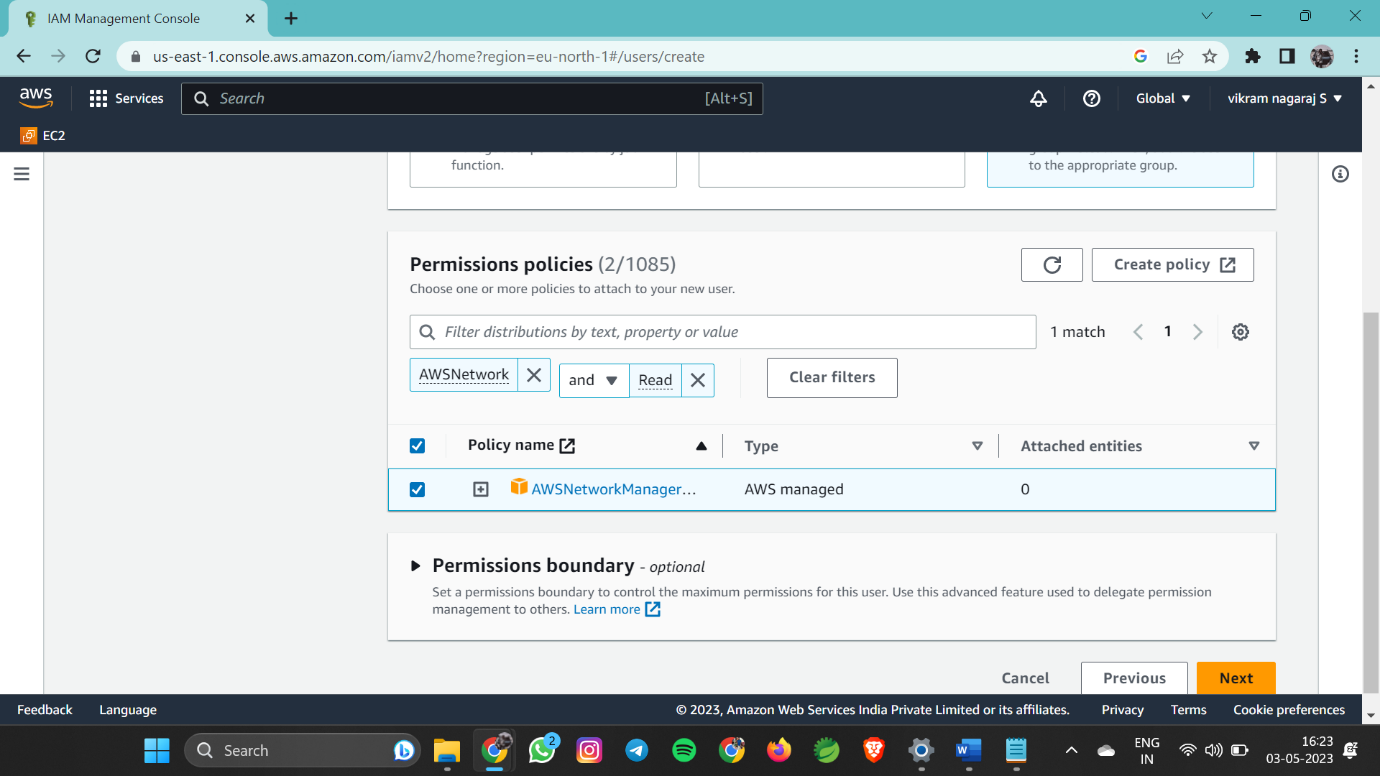 IAM Management Console
us-east-1.console.aws.amazon.com/iamv2/home?region=eu-north-1#/users/create
aws
Services
Search
[Alt+S]
Global
vikram nagaraj S
EC2
function.
to the appropriate group.
Permissions policies (2/1085)
Create policy
Choose one or more policies to attach to your new user.
Filter distributions by text, property or value
1 match
1
AWSNetwork
and
Read
Clear filters
Policy name
Type
Attached entities
AWSNetworkManager...
AWS managed
0
Permissions boundary - optional
Set a permissions boundary to control the maximum permissions for this user. Use this advanced feature used to delegate permission
management to others. Learn more
Cancel
Previous
Next
Feedback
Language
© 2023, Amazon Web Services India Private Limited or its affiliates.
Privacy
Terms
Cookie preferences
Search
2
ENG
IN
16:23
03-05-2023